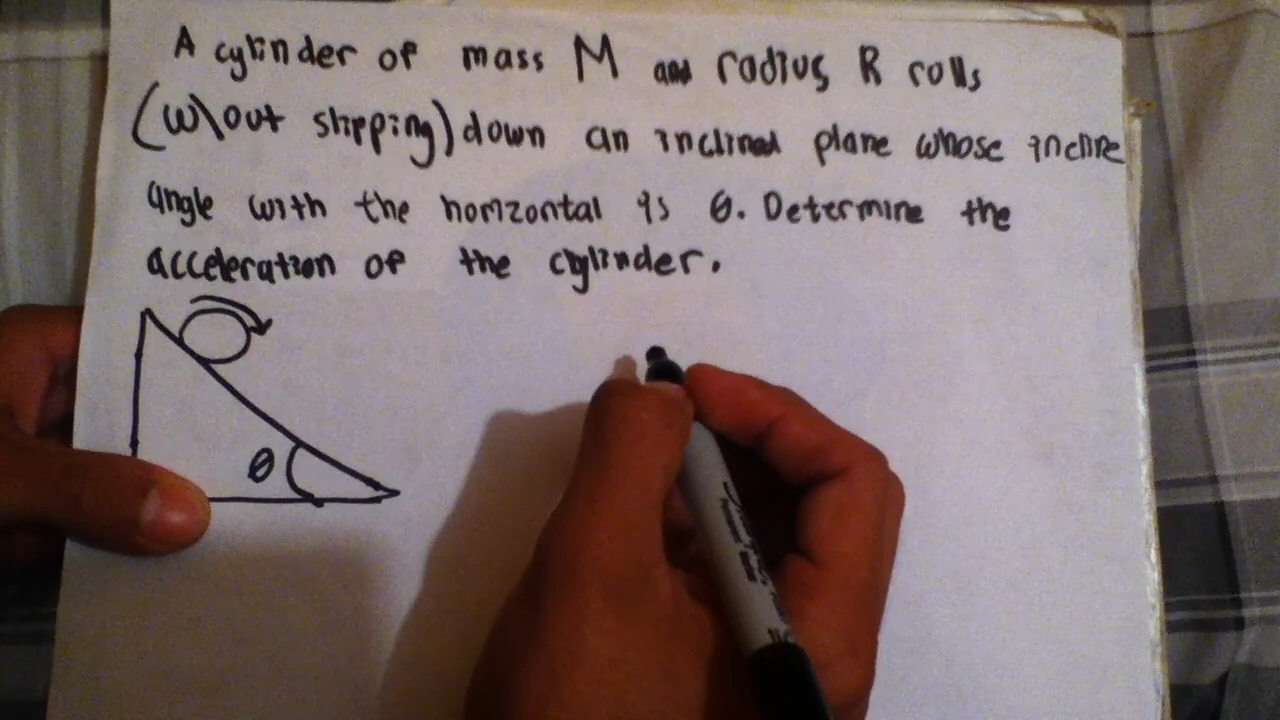 A cylinder of mass M and radius R rolls
(w\out slipping) down an inclined plane whose incline
angle with the horizontal is θ. Determine the
acceleration of the cylinder.
θ